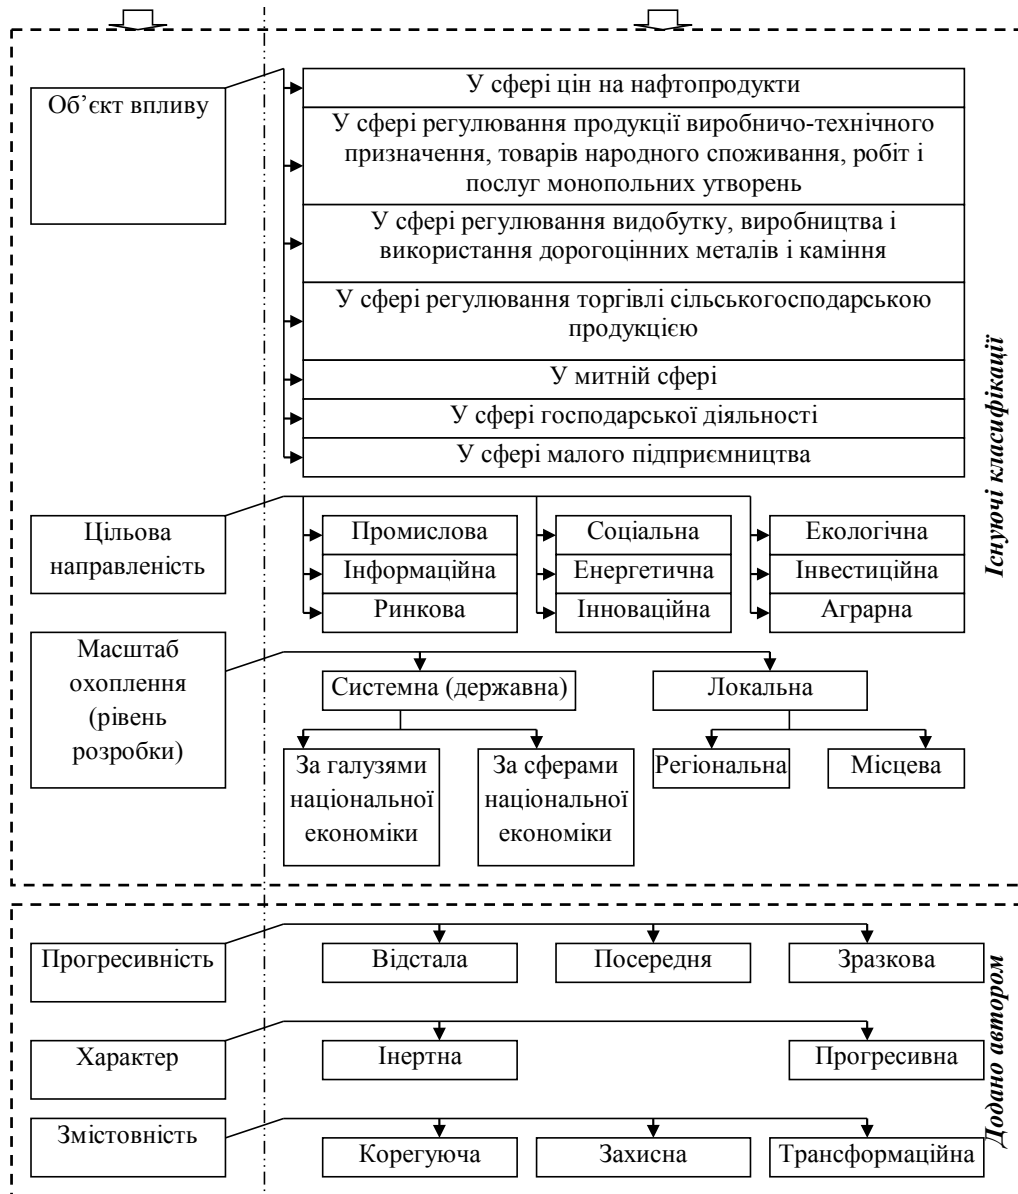 Об’єкт впливу
У сфері цін на нафтопродукти
У сфері регулювання продукції виробничо-технічного
призначення, товарів народного споживання, робіт і
послуг монопольних утворень
У сфері регулювання видобутку, виробництва і
використання дорогоцінних металів і каміння
У сфері регулювання торгівлі сільськогосподарською
продукцією
У митній сфері
У сфері господарської діяльності
У сфері малого підприємництва
Існуючі класифікації
Цільова
направленість
Промислова
Соціальна
Екологічна
Інформаційна
Енергетична
Інвестиційна
Ринкова
Інноваційна
Аграрна
Масштаб
охоплення
(рівень
розробки)
Системна (державна)
Локальна
За галузями
національної
економіки
За сферами
національної
економіки
Регіональна
Місцева
Прогресивність
Відстала
Посередня
Зразкова
Характер
Інертна
Прогресивна
Змістовність
Корегуюча
Захисна
Трансформаційна
Додано автором